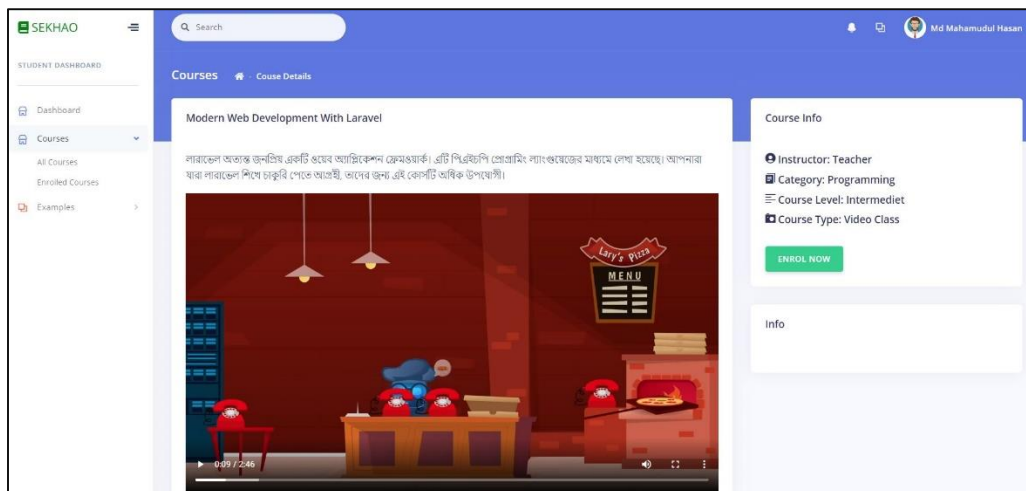 SEKHAO
Search
Md Mahamudul Hasan
STUDENT DASHBOARD
Dashboard
Courses
All Courses
Enrolled Courses
Examples
Courses - Couse Details
Modern Web Development With Laravel
লারাভেল অত্যন্ত জনপ্রিয় একটি ওয়েব অ্যাপ্লিকেশন ফ্রেমওয়ার্ক। এটি পিএইচপি প্রোগ্রামিং ল্যাংগুয়েজের মাধ্যমে লেখা হয়েছে। আপনারা
যারা লারাভেল শিখে চাকুরি পেতে আগ্রহী, তাদের জন্য এই কোর্সটি অধিক উপযোগী।
Lary's Pizza
MENU
0:09 / 2:46
Course Info
Instructor: Teacher
Category: Programming
Course Level: Intermediet
Course Type: Video Class
ENROL NOW
Info